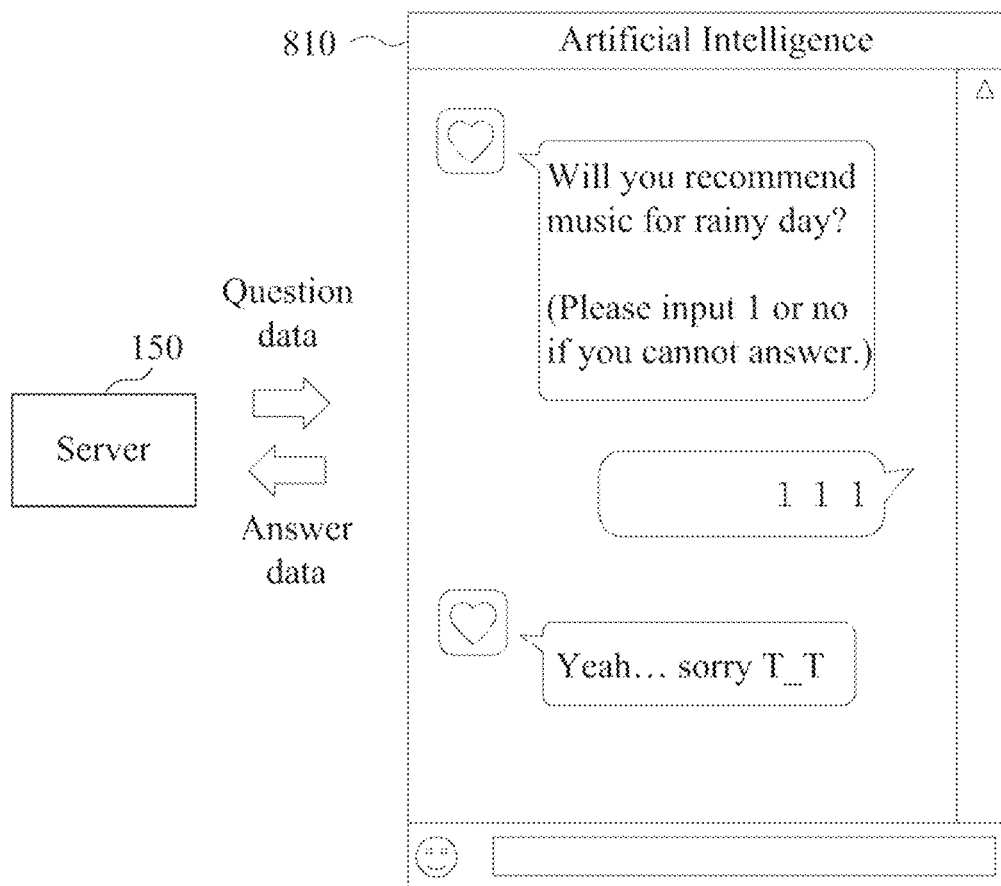 810
Artificial Intelligence
Will you recommend
music for rainy day?
(Please input 1 or no
if you cannot answer.)
Question
data
150
Server
Answer
data
1 1 1
Yeah... sorry T_T